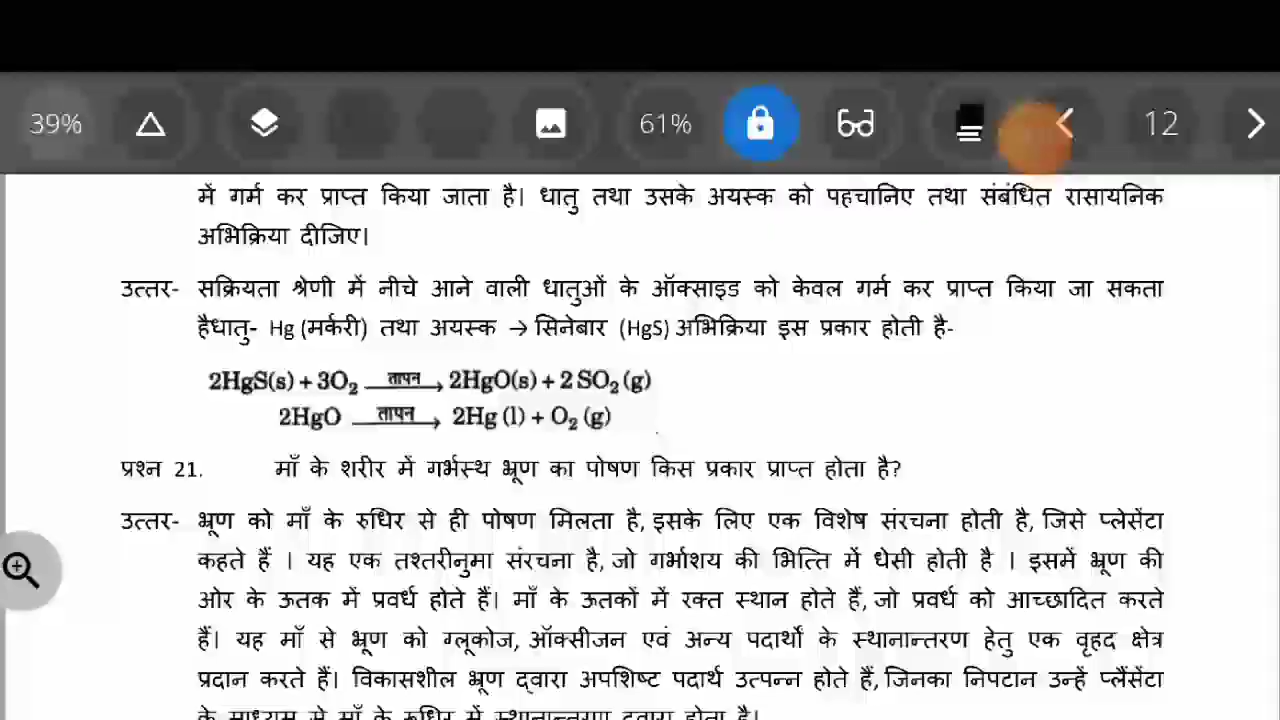 39%
61%
12
में गर्म कर प्राप्त किया जाता है। धातु तथा उसके अयस्क को पहचानिए तथा संबंधित रासायनिक
अभिक्रिया दीजिए।
उत्तर- सक्रियता श्रेणी में नीचे आने वाली धातुओं के ऑक्साइड को केवल गर्म कर प्राप्त किया जा सकता
हैधातु- Hg (मर्करी) तथा अयस्क → सिनेबार (HgS) अभिक्रिया इस प्रकार होती है-
2HgS(s) + 3O₂ —तापन→ 2HgO(s) + 2 SO₂ (g)
2HgO —तापन→ 2Hg (l) + O₂ (g)
प्रश्न 21. माँ के शरीर में गर्भस्थ भ्रूण का पोषण किस प्रकार प्राप्त होता है?
उत्तर- भ्रूण को माँ के रुधिर से ही पोषण मिलता है, इसके लिए एक विशेष संरचना होती है, जिसे प्लेसेंटा
कहते हैं । यह एक तश्तरीनुमा संरचना है, जो गर्भाशय की भित्ति में धेसी होती है । इसमें भ्रूण की
ओर के ऊतक में प्रवर्ध होते हैं। माँ के ऊतकों में रक्त स्थान होते हैं, जो प्रवर्ध को आच्छादित करते
हैं। यह माँ से भ्रूण को ग्लूकोज, ऑक्सीजन एवं अन्य पदार्थों के स्थानान्तरण हेतु एक वृहद क्षेत्र
प्रदान करते हैं। विकासशील भ्रूण द्वारा अपशिष्ट पदार्थ उत्पन्न होते हैं, जिनका निपटान उन्हें प्लैंसेंटा
के माध्यम से माँ के रूधिर में स्थानान्तरण द्वारा होता है।